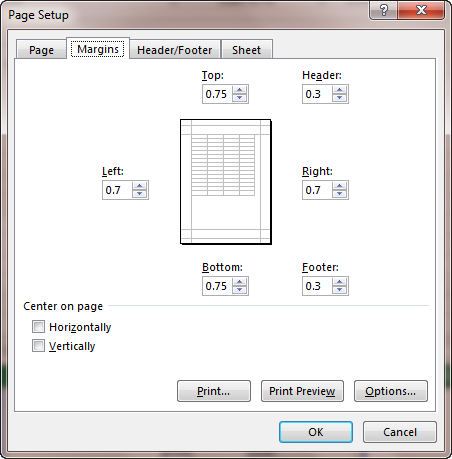 Page Setup
Page Margins Header/Footer Sheet
Top: Header:
0.75 0.3
Left: Right:
0.7 0.7
Bottom: Footer:
0.75 0.3
Center on page
Horizontally
Vertically
Print... Print Preview Options...
OK Cancel